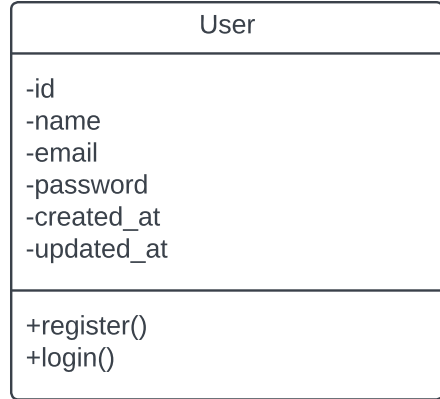 User
-id
-name
-email
-password
-created_at
-updated_at
+register()
+login()